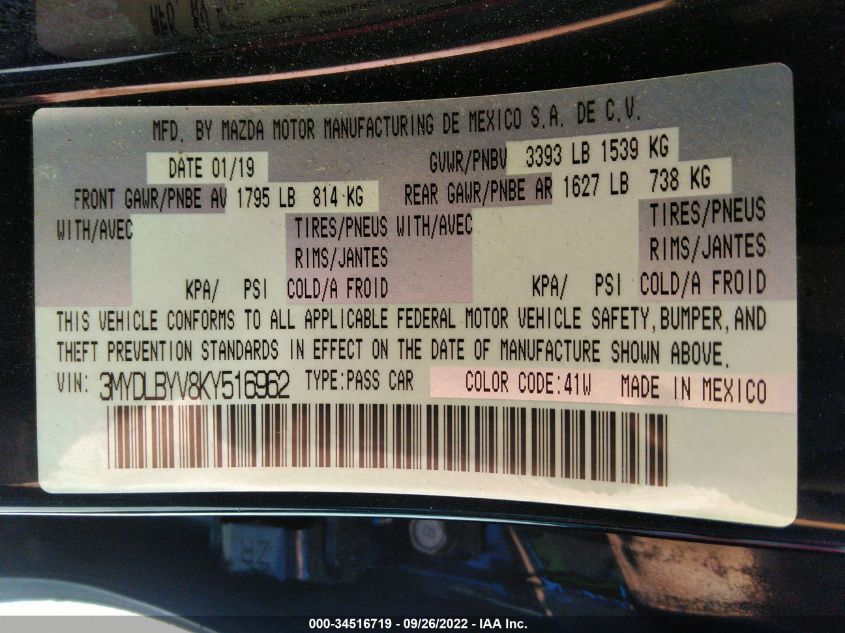 MFD. BY MAZDA MOTOR MANUFACTURING DE MEXICO S.A. DE C.V.
DATE 01/19 GVWR/PNBV 3393 LB 1539 KG
FRONT GAWR/PNBE AV 1795 LB 814 KG REAR GAWR/PNBE AR 1627 LB 738 KG
WITH/AVEC TIRES/PNEUS WITH/AVEC TIRES/PNEUS
RIMS/JANTES RIMS/JANTES
KPA/ PSI COLD/A FROID KPA/ PSI COLD/A FROID
THIS VEHICLE CONFORMS TO ALL APPLICABLE FEDERAL MOTOR VEHICLE SAFETY, BUMPER, AND
THEFT PREVENTION STANDARDS IN EFFECT ON THE DATE OF MANUFACTURE SHOWN ABOVE.
VIN: 3MYDLBYV8KY516962 TYPE:PASS CAR COLOR CODE:41W MADE IN MEXICO
000-34516719 - 09/26/2022 - IAA Inc.